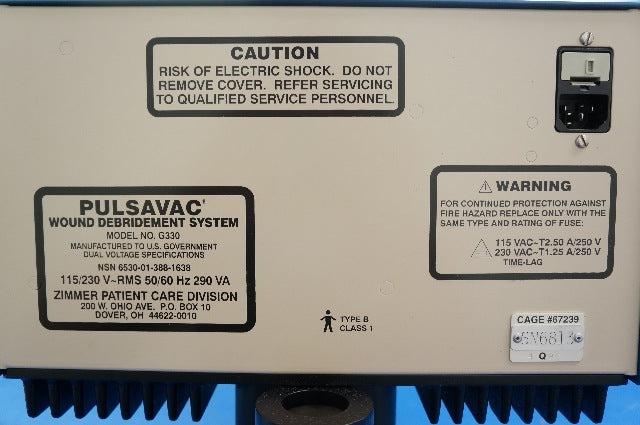 CAUTION
RISK OF ELECTRIC SHOCK. DO NOT
REMOVE COVER. REFER SERVICING
TO QUALIFIED SERVICE PERSONNEL.
PULSAVAC
WOUND DEBRIDEMENT SYSTEM
MODEL NO. G330
MANUFACTURED TO U.S. GOVERNMENT
DUAL VOLTAGE SPECIFICATIONS
NSN 6530-01-388-1638
115/230 V~RMS 50/60 Hz 290 VA
ZIMMER PATIENT CARE DIVISION
200 W. OHIO AVE. P.O. BOX 10
DOVER, OH 44622-0010
WARNING
FOR CONTINUED PROTECTION AGAINST
FIRE HAZARD REPLACE ONLY WITH THE
SAME TYPE AND RATING OF FUSE:
115 VAC~T2.50 A/250 V
230 VAC~T1.25 A/250 V
TIME-LAG
TYPE B
CLASS 1
CAGE #67239
GN6813
Q